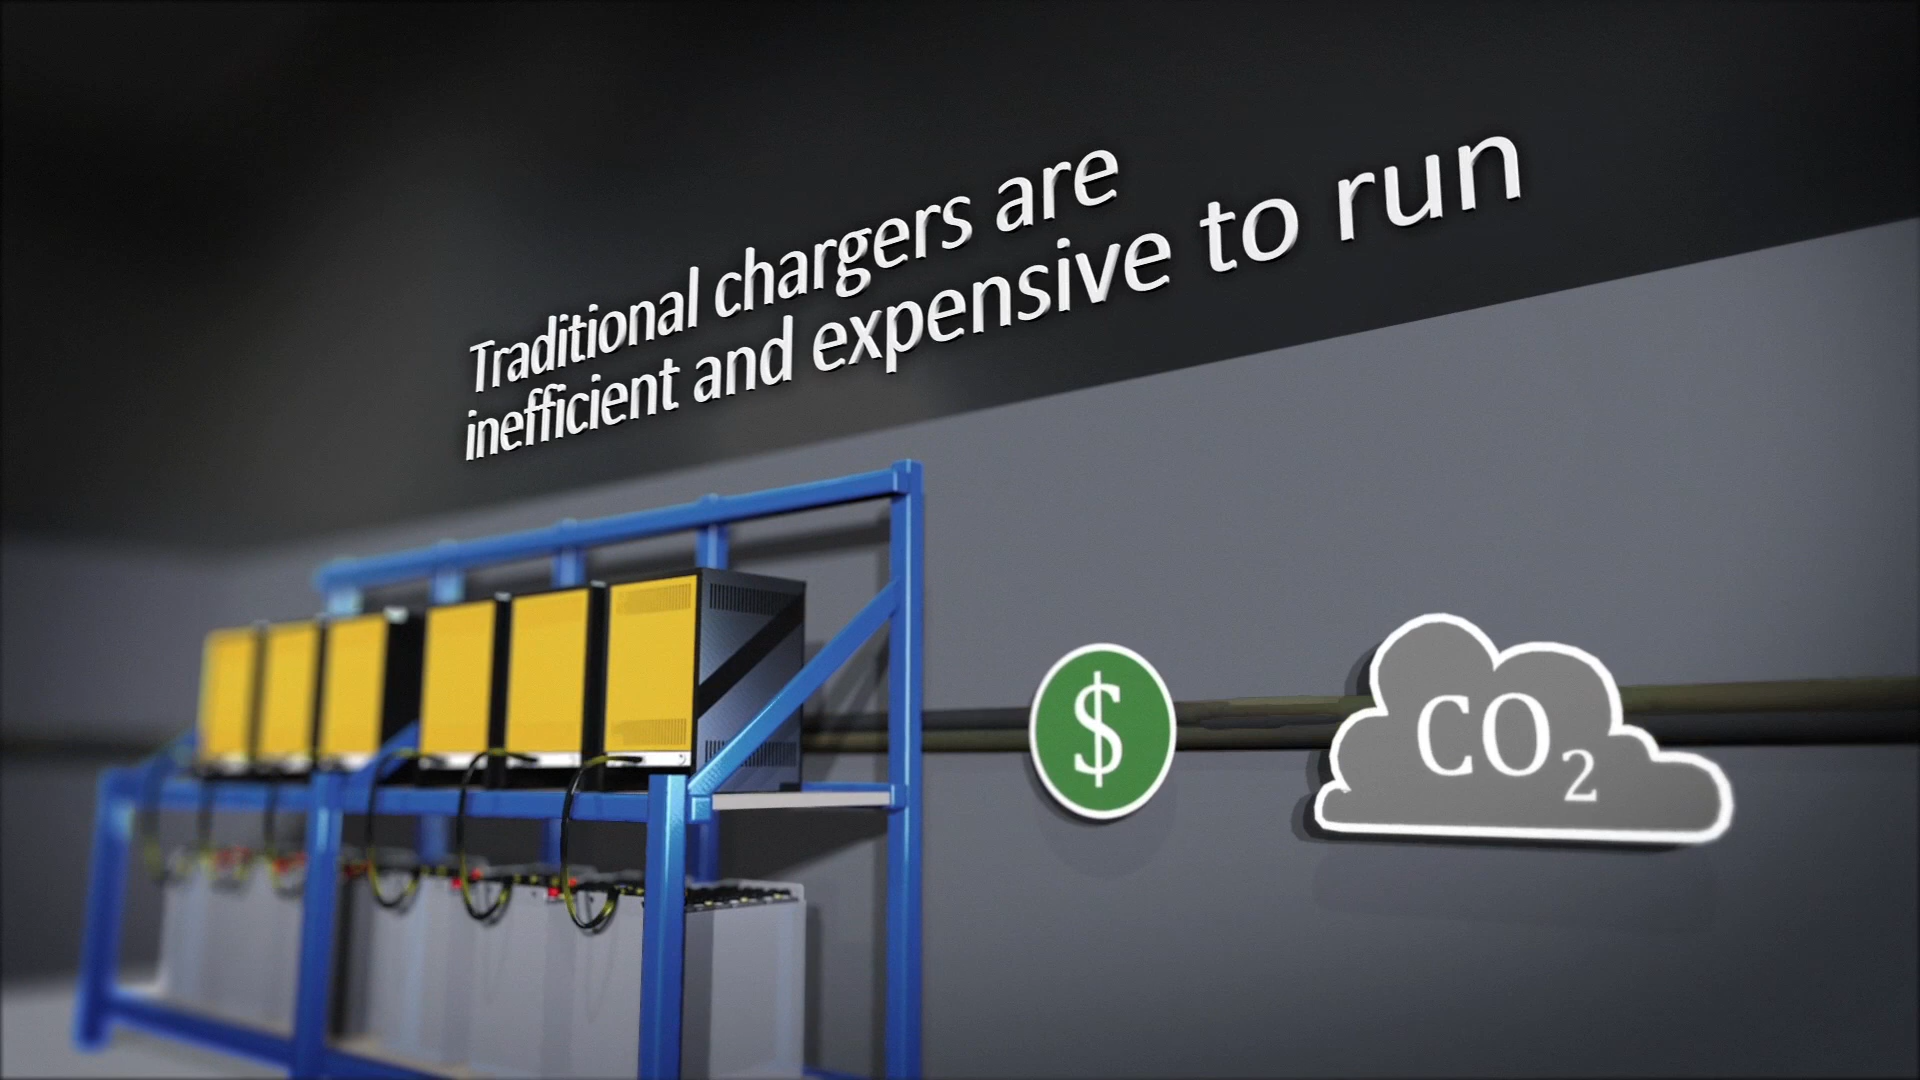 Traditional chargers are
inefficient and expensive to run
$
CO₂